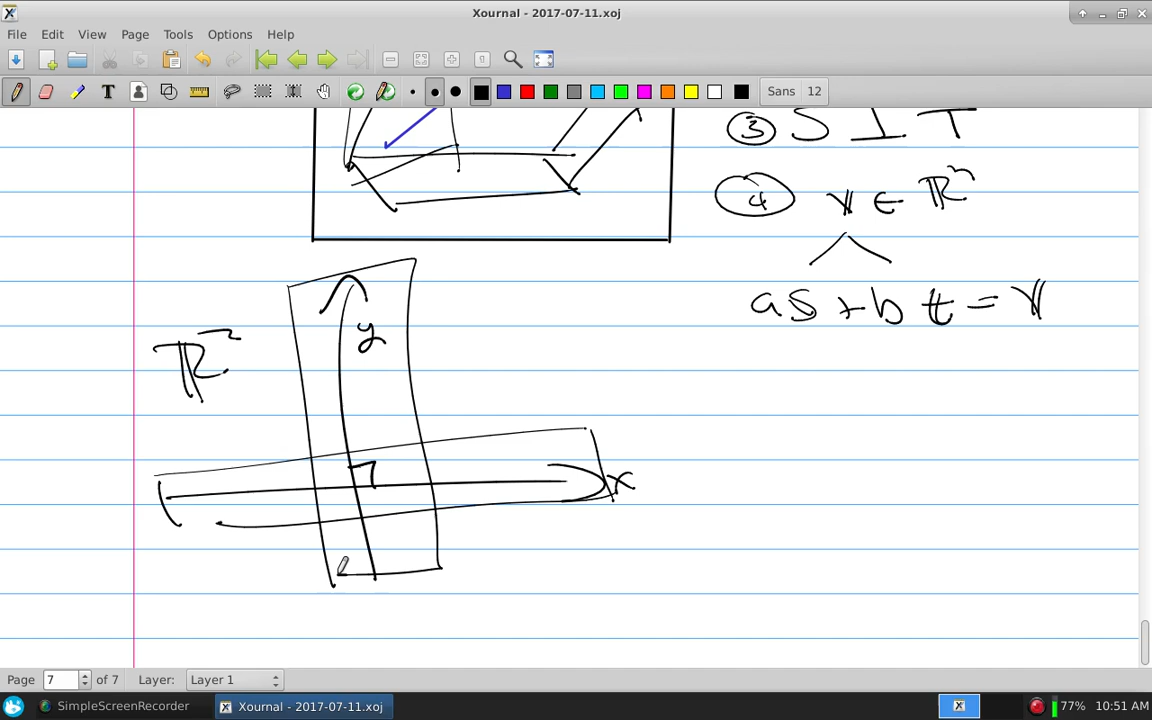 Xournal - 2017-07-11.xoj
File Edit View Page Tools Options Help
Sans 12
③ S ⊥ T
④ 𝕧 ∈ ℝⁿ
a𝕤 + b𝕥 = 𝕧
ℝ²
y
x
Page 7 of 7 Layer: Layer 1
SimpleScreenRecorder Xournal - 2017-07-11.xoj 77% 10:51 AM